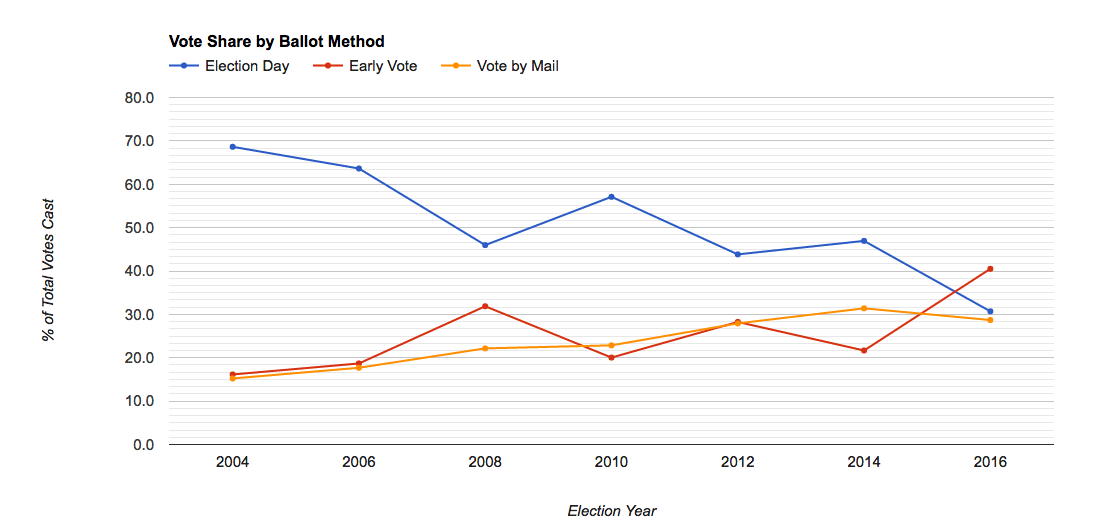 Vote Share by Ballot Method
Election Day Early Vote Vote by Mail
80.0
70.0
60.0
50.0
40.0
30.0
20.0
10.0
0.0
% of Total Votes Cast
2004 2006 2008 2010 2012 2014 2016
Election Year